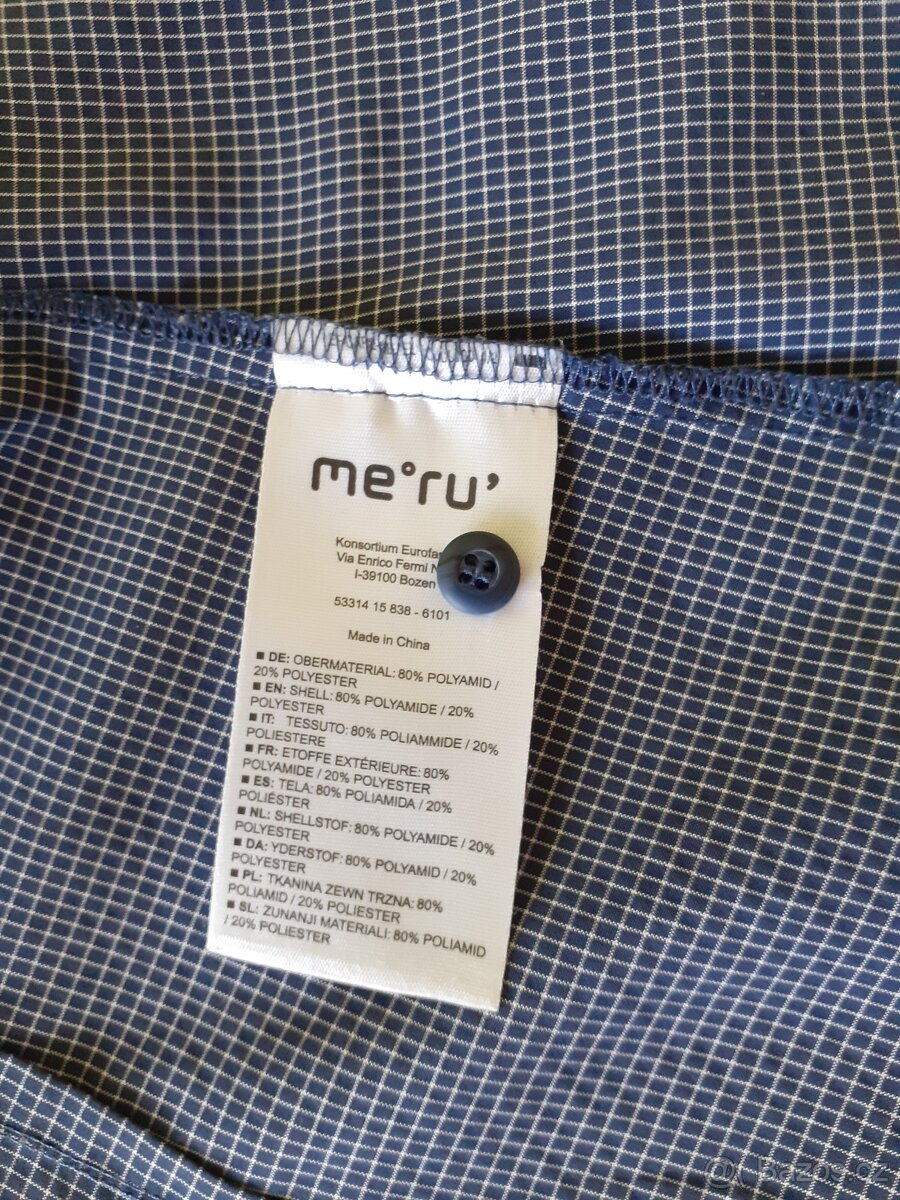 me°ru'
Konsortium
Via Enrico Fermi
I-39100 Bozen
53314 15 838 - 6101
Made in China
■ DE: OBERMATERIAL: 80% POLYAMID /
20% POLYESTER
■ EN: SHELL: 80% POLYAMIDE / 20%
POLYESTER
■ IT: TESSUTO: 80% POLIAMMIDE / 20%
POLIESTERE
■ FR: ETOFFE EXTÉRIEURE: 80%
POLYAMIDE / 20% POLYESTER
■ ES: TELA: 80% POLIAMIDA / 20%
POLIÉSTER
■ NL: SHELLSTOF: 80% POLYAMIDE / 20%
POLYESTER
■ DA: YDERSTOF: 80% POLYAMID / 20%
POLYESTER
■ PL: TKANINA ZEWN TRZNA: 80%
POLIAMID / 20% POLIESTER
■ SL: ZUNANJI MATERIALI: 80% POLIAMID
/ 20% POLIESTER
Bazos.cz